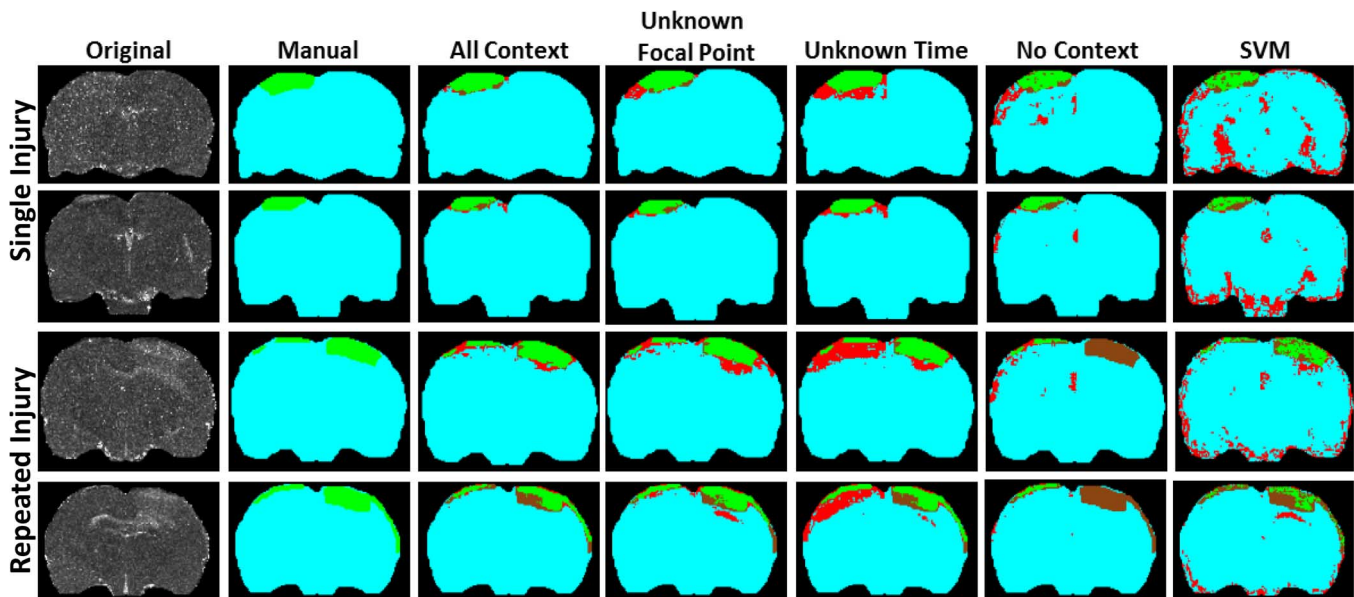 Original
Manual
All Context
Unknown
Focal Point
Unknown Time
No Context
SVM
Single Injury
Repeated Injury